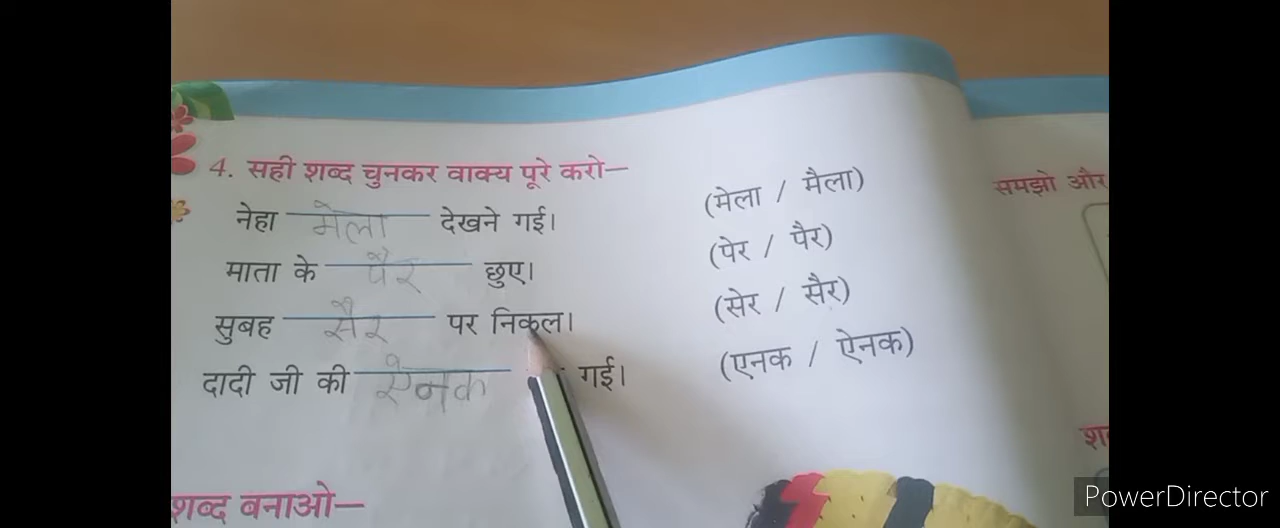 4. सही शब्द चुनकर वाक्य पूरे करो—
नेहा मेला देखने गई। (मेला / मैला)
माता के पैर छुए। (पेर / पैर)
सुबह सैर पर निकल। (सेर / सैर)
दादी जी की ऐनक गई। (एनक / ऐनक)
शब्द बनाओ—
समझो और
PowerDirector